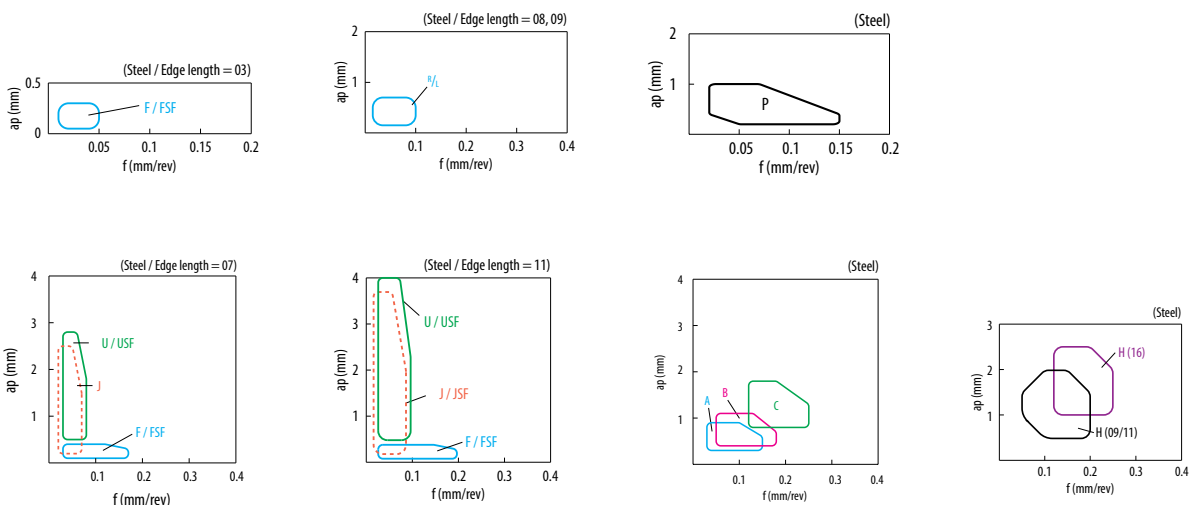 (Steel / Edge length = 03)
0.5
ap (mm)
0
F / FSF
0.05
0.1
0.15
0.2
f (mm/rev)
(Steel / Edge length = 08, 09)
2
1
ap (mm)
R/L
0.1
0.2
0.3
0.4
f (mm/rev)
(Steel)
2
1
ap (mm)
P
0.05
0.1
0.15
0.2
f (mm/rev)
(Steel / Edge length = 07)
4
3
2
1
ap (mm)
U / USF
J
F / FSF
0.1
0.2
0.3
0.4
f (mm/rev)
(Steel / Edge length = 11)
4
3
2
1
ap (mm)
U / USF
J / JSF
F / FSF
0.1
0.2
0.3
0.4
f (mm/rev)
(Steel)
4
3
2
1
ap (mm)
A
B
C
0.1
0.2
0.3
0.4
f (mm/rev)
(Steel)
3
2
1
ap (mm)
H (16)
H (09/11)
0.1
0.2
0.3
0.4
f (mm/rev)